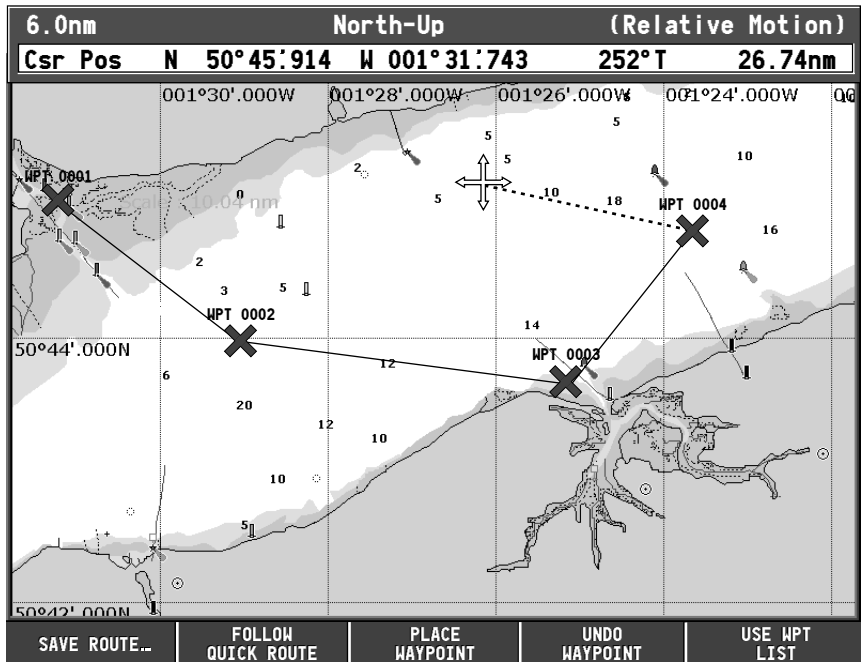 6.0nm North-Up (Relative Motion)
Csr Pos N 50°45'.914 W 001°31'.743 252°T 26.74nm
001°30'.000W 001°28'.000W 001°26'.000W 001°24'.000W
5
5
5
2
10
WPT 0001
0
5
10
18
WPT 0004
Scale 10.04 nm
16
2
3
5
WPT 0002
14
50°44'.000N
WPT 0003
12
6
20
12
10
10
5
50°42'.000N
SAVE ROUTE…
FOLLOW
QUICK ROUTE
PLACE
WAYPOINT
UNDO
WAYPOINT
USE WPT
LIST